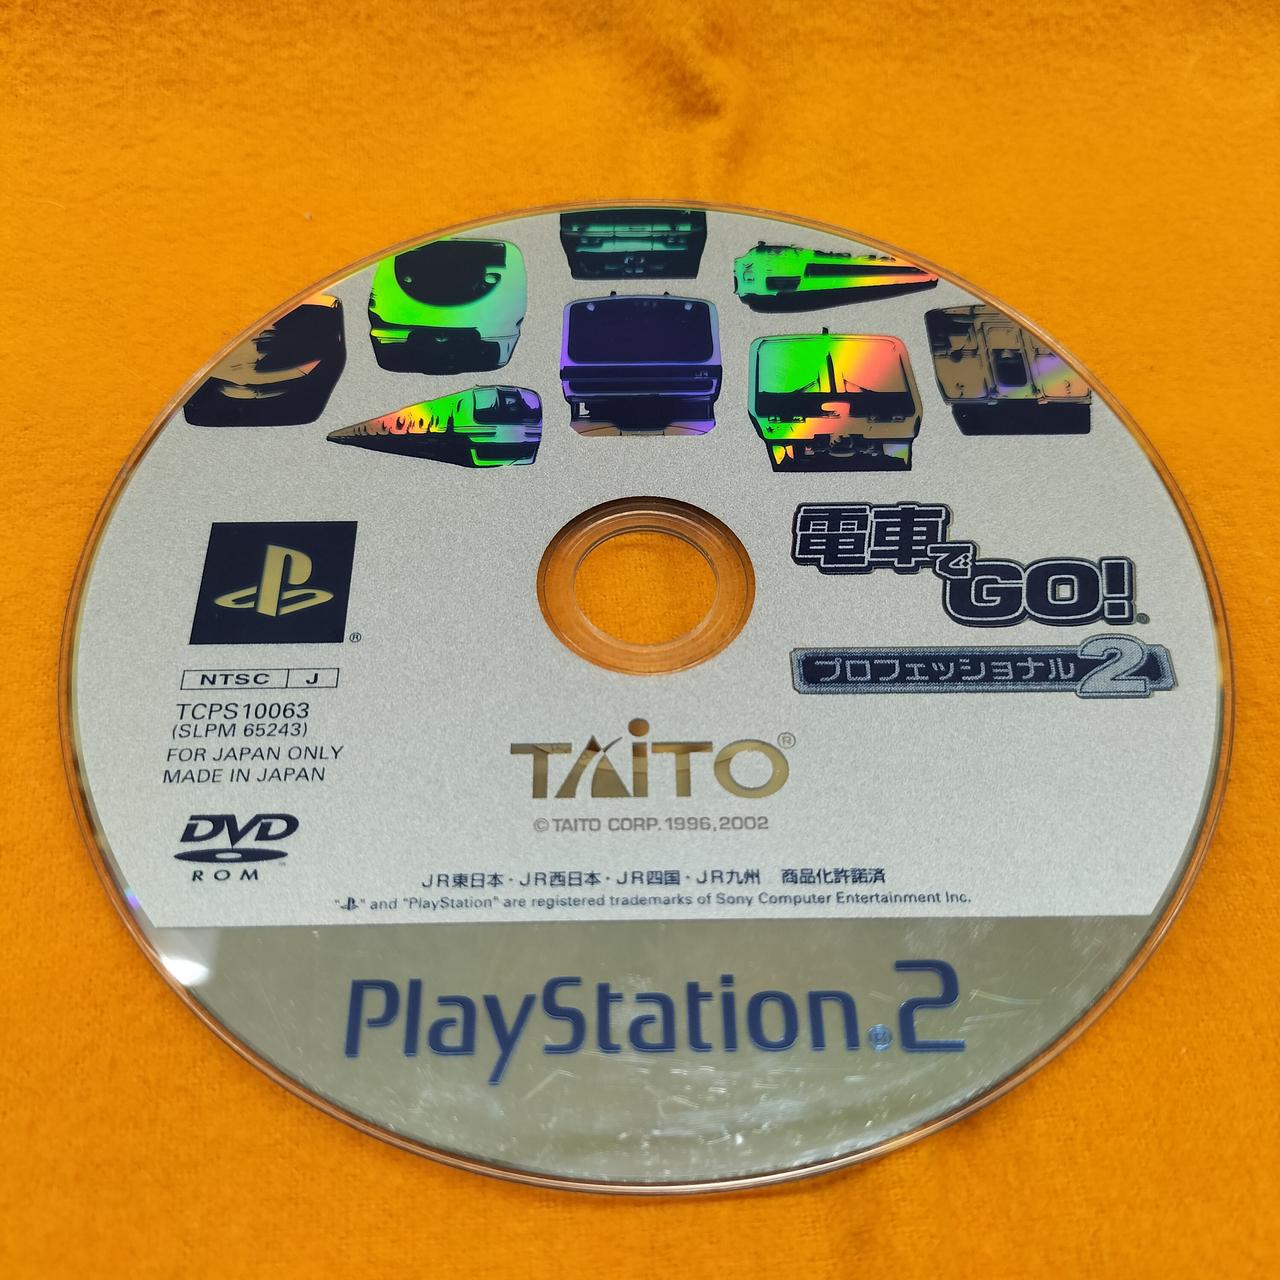 電車でGO!
プロフェッショナル2
®
NTSC J
TCPS10063
(SLPM 65243)
FOR JAPAN ONLY
MADE IN JAPAN
DVD
ROM
TAiTO®
© TAITO CORP. 1996, 2002
JR東日本・JR西日本・JR四国・JR九州 商品化許諾済
"PS" and "PlayStation" are registered trademarks of Sony Computer Entertainment Inc.
PlayStation®2